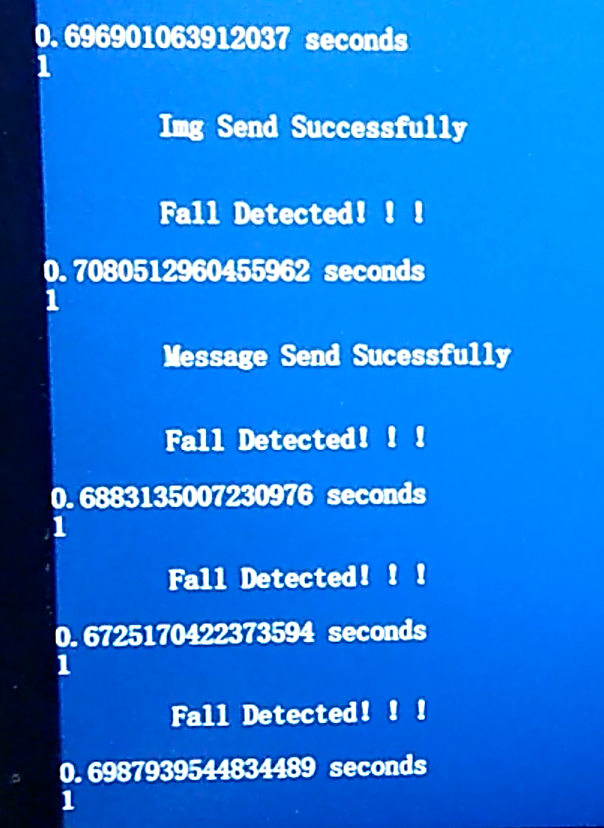 0.696901063912037 seconds
1
Img Send Successfully
Fall Detected! ! !
0.7080512960455962 seconds
1
Message Send Sucessfully
Fall Detected! ! !
0.6883135007230976 seconds
1
Fall Detected! ! !
0.6725170422373594 seconds
1
Fall Detected! ! !
0.6987939544834489 seconds
1